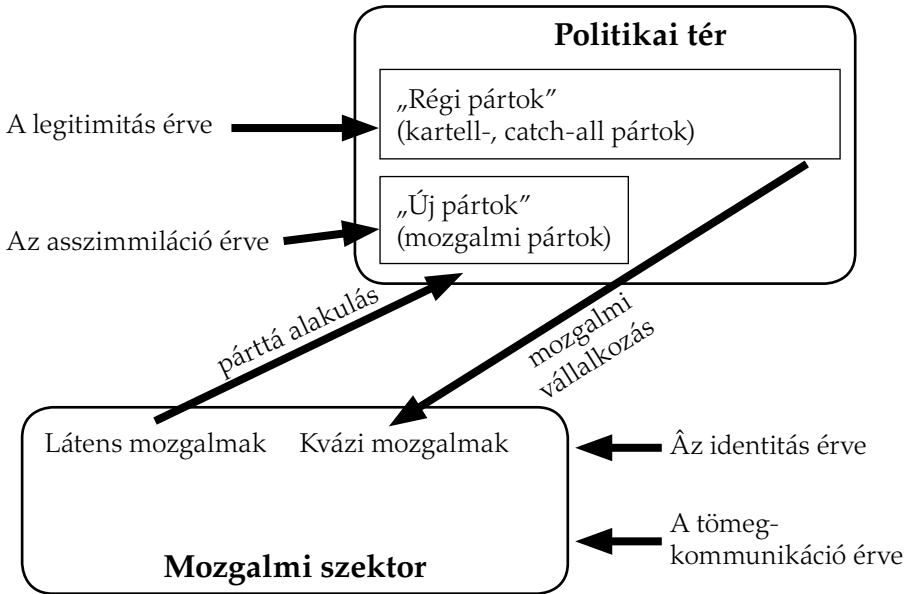 Politikai tér
„Régi pártok”
(kartell-, catch-all pártok)
A legitimitás érve
„Új pártok”
(mozgalmi pártok)
Az asszimiláció érve
párttá alakulás
mozgalmi
vállalkozás
Látens mozgalmak
Kvázi mozgalmak
Âz identitás érve
A tömeg-
kommunikáció érve
Mozgalmi szektor